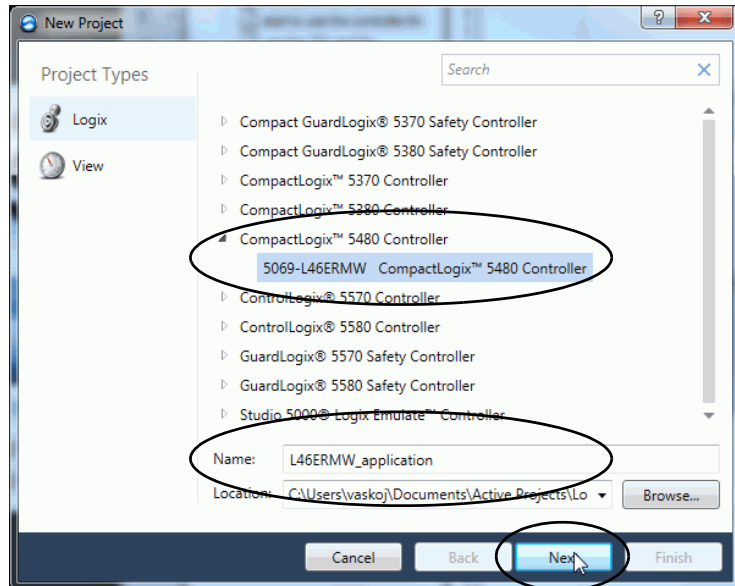 New Project
Project Types
Search
Logix
View
Compact GuardLogix® 5370 Safety Controller
Compact GuardLogix® 5380 Safety Controller
CompactLogix™ 5370 Controller
CompactLogix™ 5380 Controller
CompactLogix™ 5480 Controller
5069-L46ERMW CompactLogix™ 5480 Controller
ControlLogix® 5570 Controller
ControlLogix® 5580 Controller
GuardLogix® 5570 Safety Controller
GuardLogix® 5580 Safety Controller
Studio 5000® Logix Emulate™ Controller
Name: L46ERMW_application
Location: C:\Users\vaskoj\Documents\Active Projects\Lo Browse...
Cancel Back Next Finish